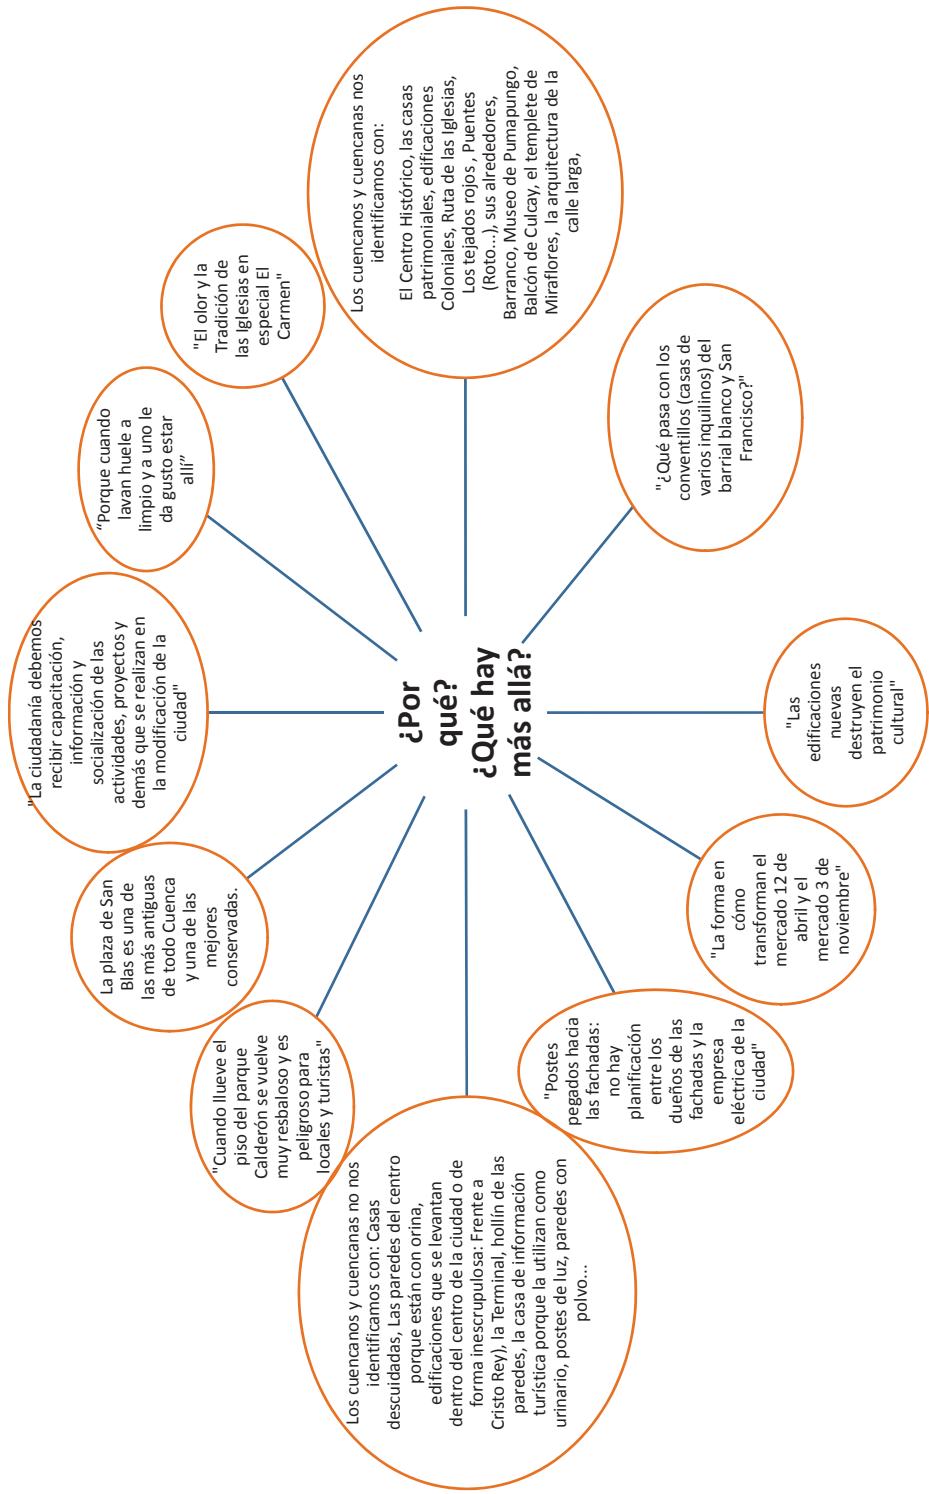 ¿Por
qué?
¿Qué hay
más allá?
Los cuencanos y cuencanas nos
identificamos con:
El Centro Histórico, las casas
patrimoniales, edificaciones
Coloniales, Ruta de las Iglesias,
Los tejados rojos , Puentes
(Roto...), sus alrededores,
Barranco, Museo de Pumapungo,
Balcón de Culcay, el templete de
Miraflores,  la arquitectura de la
calle larga,
"¿Qué pasa con los
conventillos (casas de
varios inquilinos) del
barrial blanco y San
Francisco?"
"Las
edificaciones
nuevas
destruyen el
patrimonio
cultural"
"La forma en
cómo
transforman el
mercado 12 de
abril y el
mercado 3 de
noviembre"
"Postes
pegados hacia
las fachadas:
no hay
planificación
entre los
dueños de las
fachadas y la
empresa
eléctrica de la
ciudad"
Los cuencanos y cuencanas no nos
identificamos con: Casas
descuidadas, Las paredes del centro
porque están con orina,
edificaciones que se levantan
dentro del centro de la ciudad o de
forma inescrupulosa: Frente a
Cristo Rey), la Terminal, hollín de las
paredes, la casa de información
turística porque la utilizan como
urinario, postes de luz, paredes con
polvo...
"Cuando llueve el
piso del parque
Calderón se vuelve
muy resbaloso y es
peligroso para
locales y turistas"
La plaza de San
Blas es una de
las más antiguas
de todo Cuenca
y una de las
mejores
conservadas.
"La ciudadanía debemos
recibir capacitación,
información y
socialización de las
actividades, proyectos y
demás que se realizan en
la modificación de la
ciudad"
“Porque cuando
lavan huele a
limpio y a uno le
da gusto estar
allí”
"El olor y la
Tradición de
las Iglesias en
especial El
Carmen"